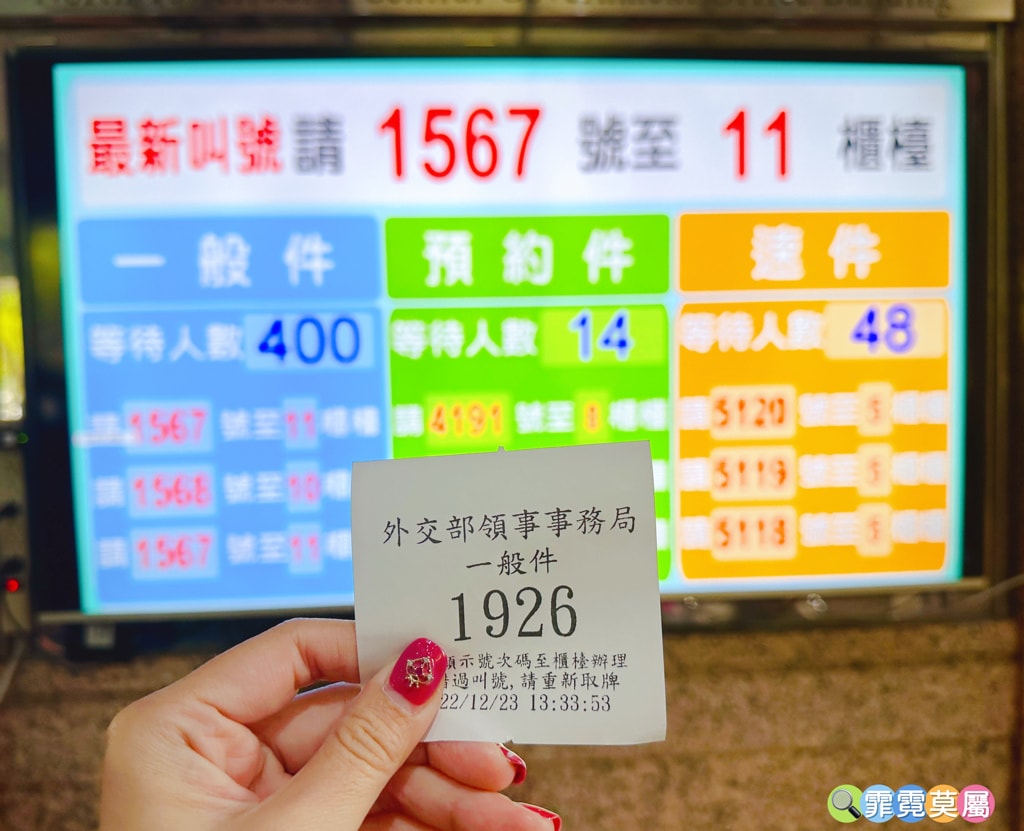 最新叫號請 1567 號至 11 櫃檯
一般件 預約件 速件
等待人數 400 等待人數 14 等待人數 48
請 1567 號至 11 櫃檯 請 4191 號至 8 櫃檯 請 5120 號至 5 櫃檯
請 1568 號至 10 櫃 請 5119 號至 5 櫃檯
請 1567 號至 11 櫃 請 5118 號至 5 櫃檯
外交部領事事務局
一般件
1926
顯示號次碼至櫃檯辦理
過叫號,請重新取牌
22/12/23 13:33:53
霏霓莫屬